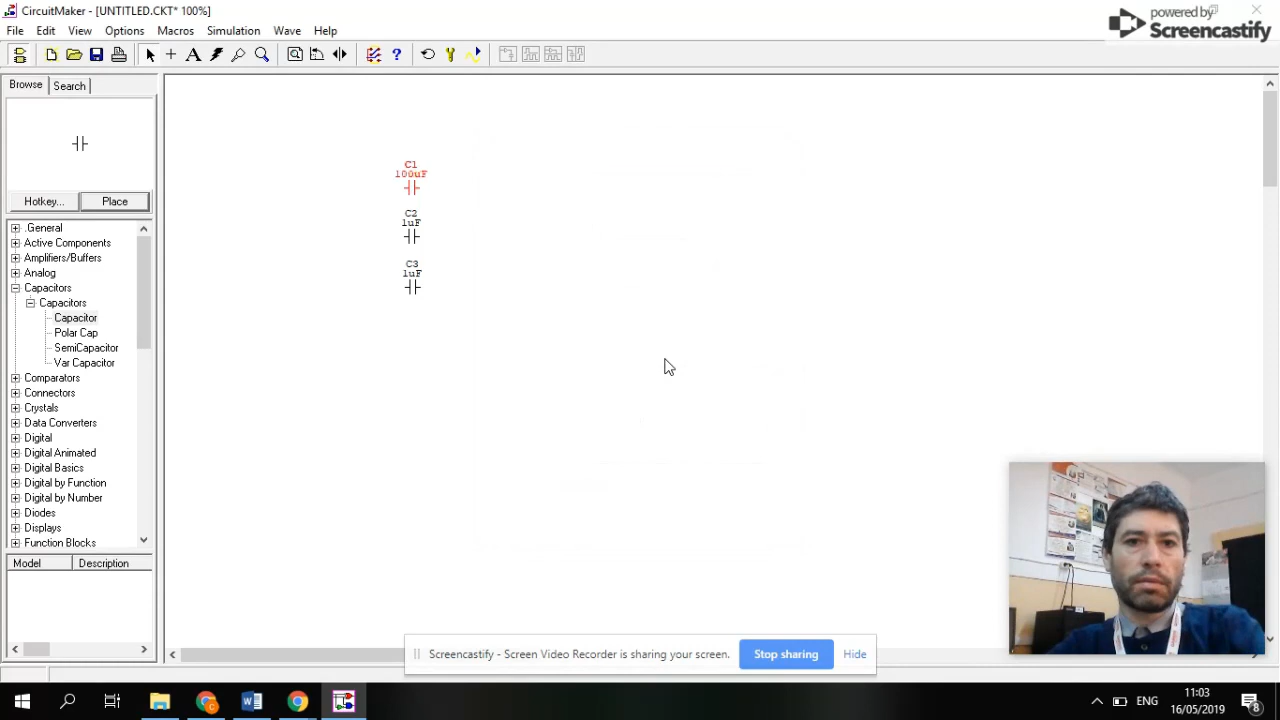 CircuitMaker - [UNTITLED.CKT* 100%]
powered by
Screencastify
File Edit View Options Macros Simulation Wave Help
Browse Search
Hotkey... Place
.General
Active Components
Amplifiers/Buffers
Analog
Capacitors
Capacitors
Capacitor
Polar Cap
SemiCapacitor
Var Capacitor
Comparators
Connectors
Crystals
Data Converters
Digital
Digital Animated
Digital Basics
Digital by Function
Digital by Number
Diodes
Displays
Function Blocks
Model Description
C1
100uF
C2
1uF
C3
1uF
Screencastify - Screen Video Recorder is sharing your screen. Stop sharing Hide
ENG
11:03
16/05/2019
8